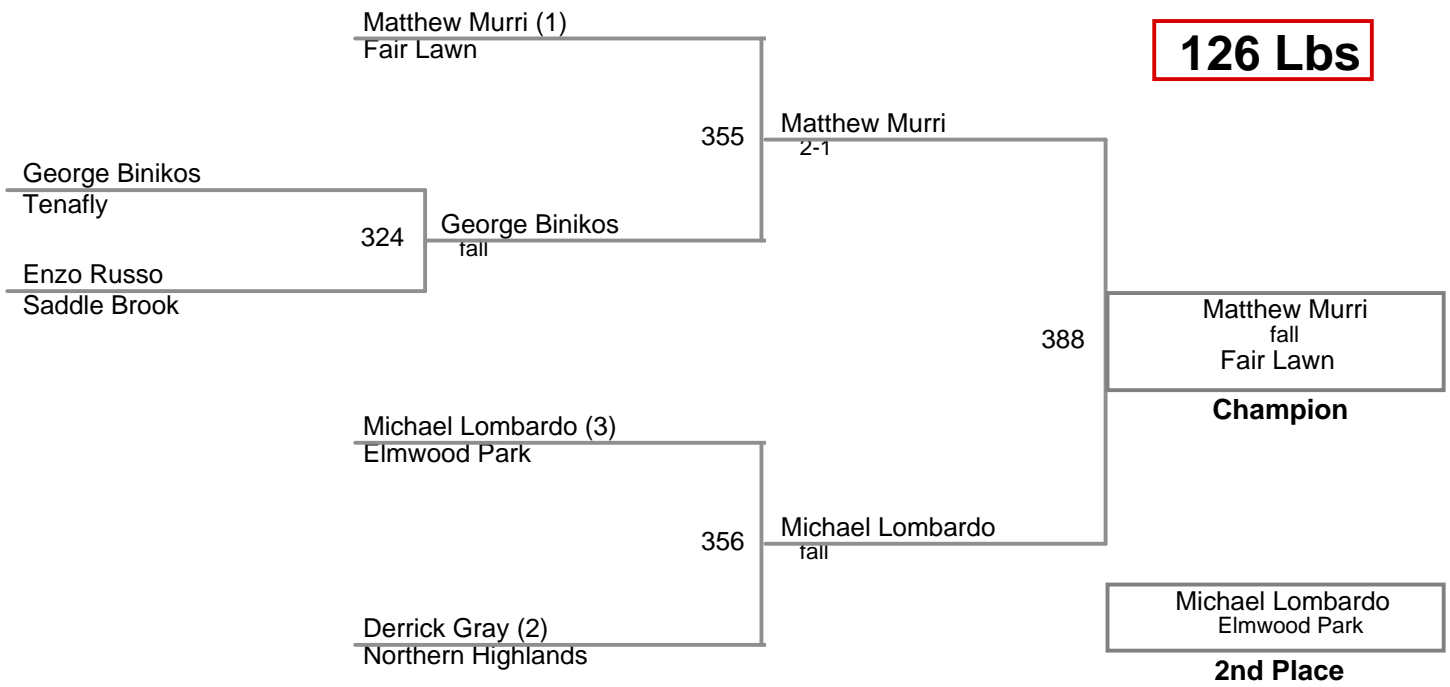 Matthew Murri (1)
Fair Lawn
126 Lbs
355
Matthew Murri
2-1
George Binikos
Tenafly
324
George Binikos
fall
Enzo Russo
Saddle Brook
388
Matthew Murri
fall
Fair Lawn
Champion
Michael Lombardo (3)
Elmwood Park
356
Michael Lombardo
fall
Derrick Gray (2)
Northern Highlands
Michael Lombardo
Elmwood Park
2nd Place